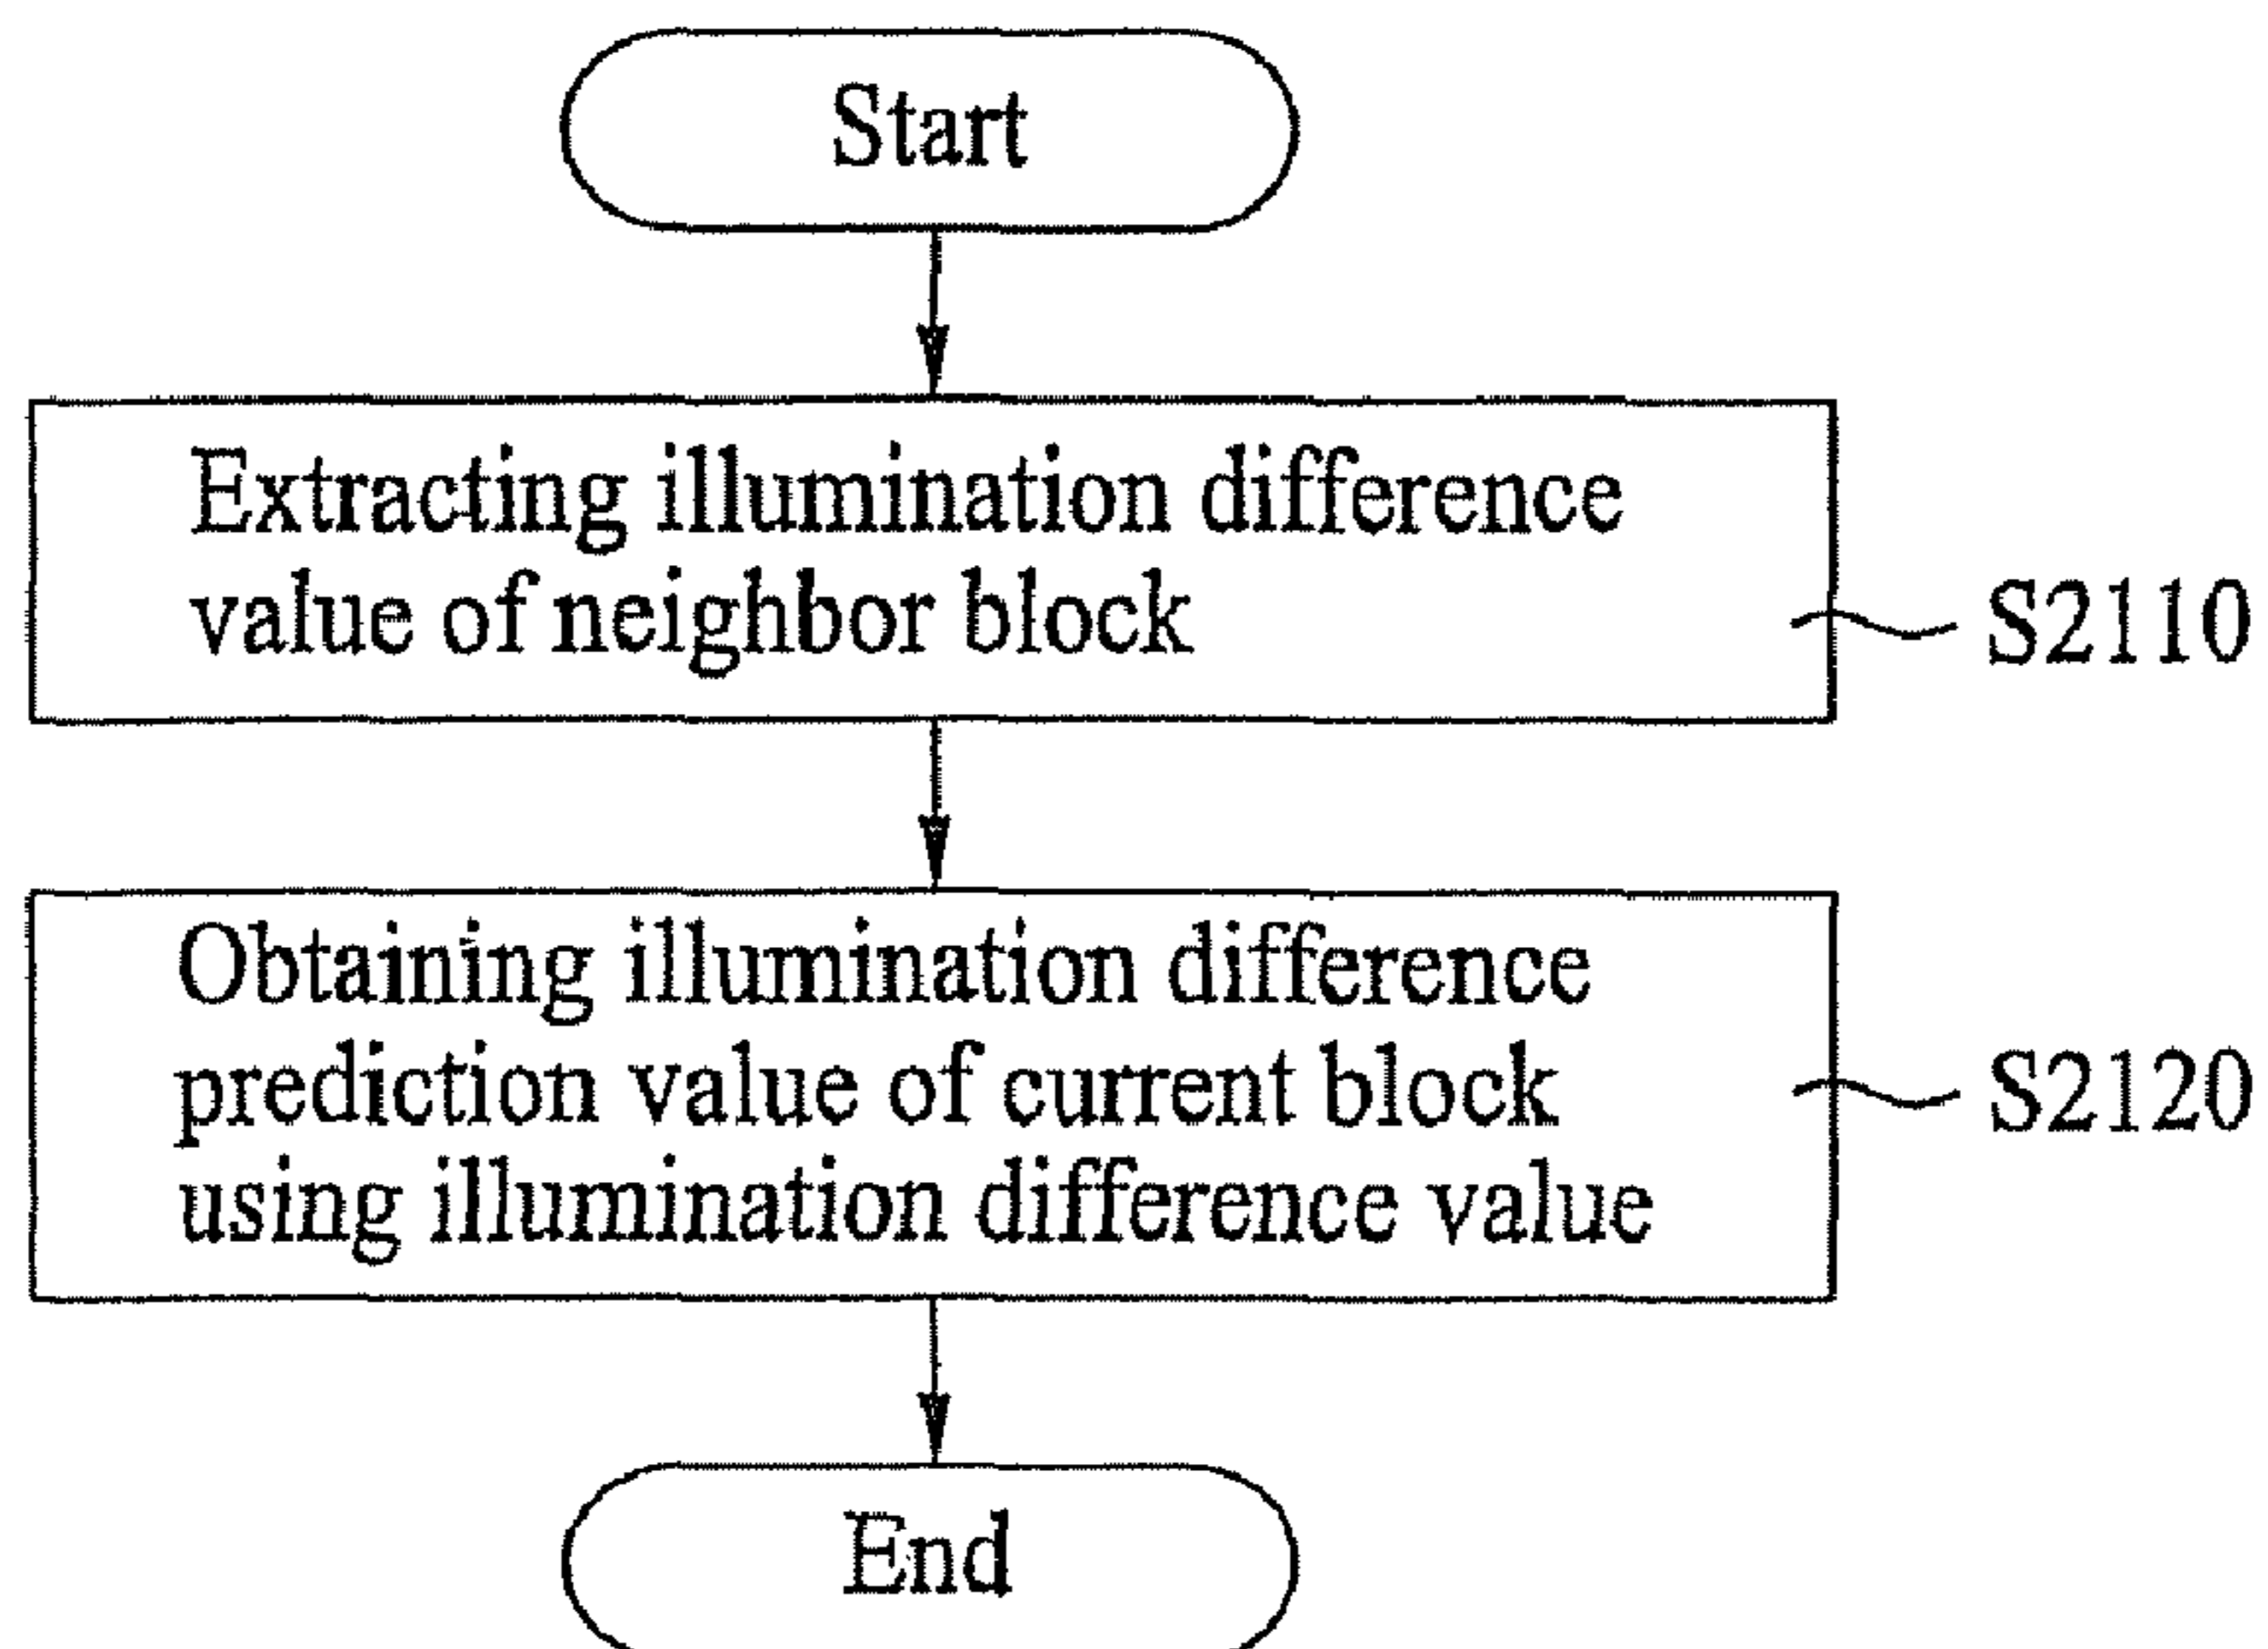 Start
Extracting illumination difference
value of neighbor block
S2110
Obtaining illumination difference
prediction value of current block
using illumination difference value
S2120
End